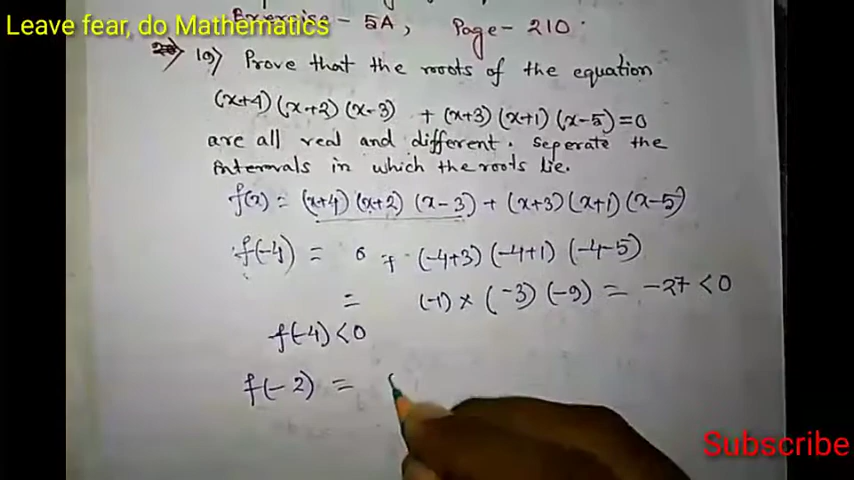 Leave fear, do Mathematics
Exercise - 5A, Page - 210.
10) Prove that the roots of the equation
(x+4)(x+2)(x-3) + (x+3)(x+1)(x-5)=0
are all real and different. Seperate the
intervals in which the roots lie.
f(x) = (x+4)(x+2)(x-3) + (x+3)(x+1)(x-5)
f(-4) = 0 + (-4+3)(-4+1)(-4-5)
= (-1) × (-3)(-9) = -27 < 0
f(-4) < 0
f(-2) =
Subscribe